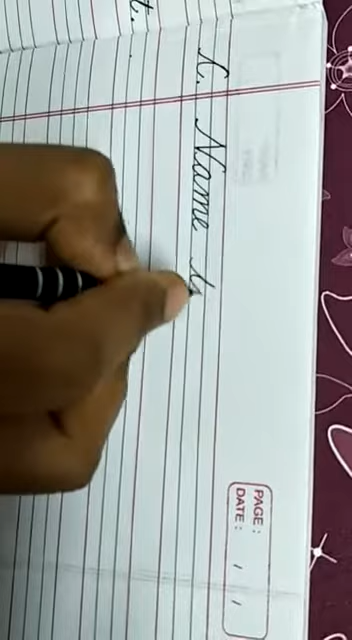 PAGE :
DATE : / /
t.
Name